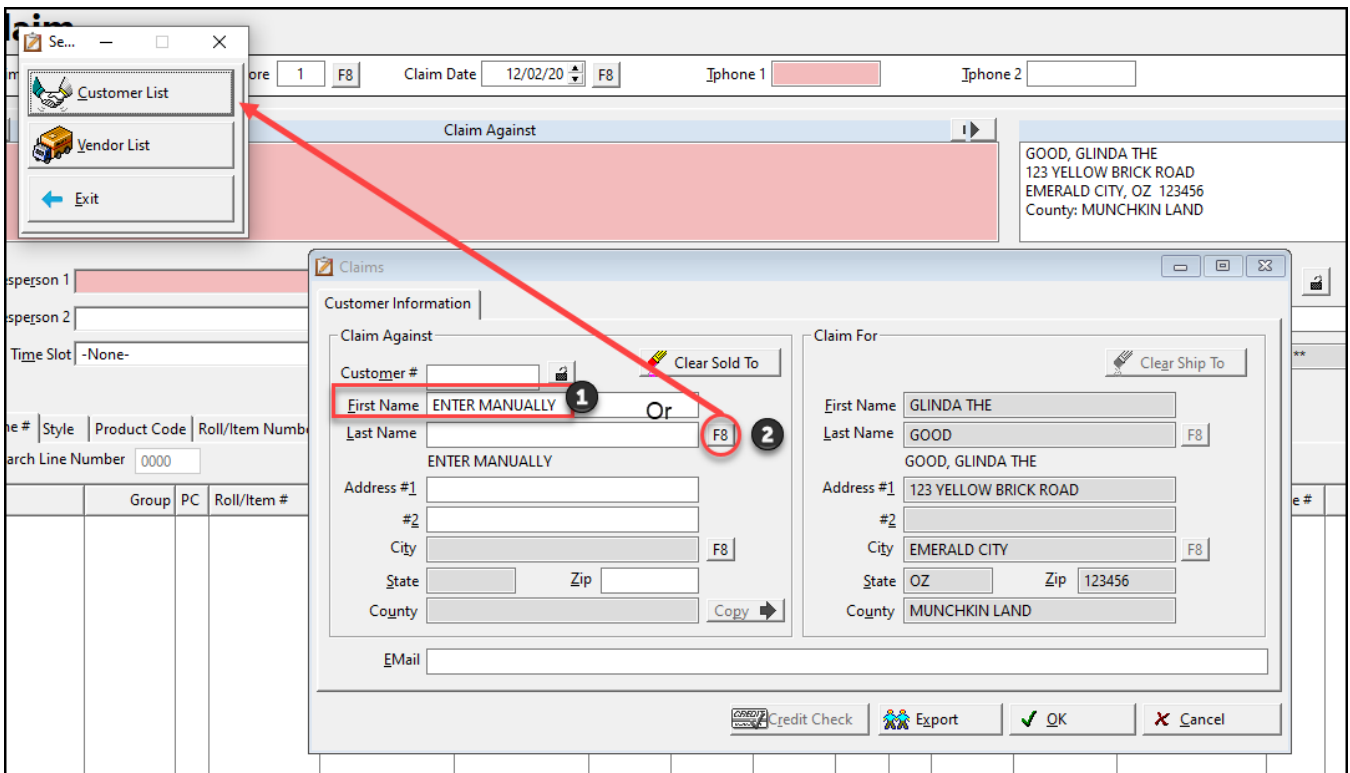 Claim
Se...
ore 1 F8 Claim Date 12/02/20 F8 Tphone 1 Tphone 2
Customer List
Vendor List
Exit
Claim Against
GOOD, GLINDA THE
123 YELLOW BRICK ROAD
EMERALD CITY, OZ 123456
County: MUNCHKIN LAND
esperson 1
esperson 2
Time Slot -None-
**
e # Style Product Code Roll/Item Numbe
arch Line Number 0000
Group PC Roll/Item # e #
Claims
Customer Information
Claim Against
Customer #
Clear Sold To
First Name ENTER MANUALLY 1 Or
Last Name F8 2
ENTER MANUALLY
Address #1
#2
City F8
State Zip
County Copy
Claim For
Clear Ship To
First Name GLINDA THE
Last Name GOOD F8
GOOD, GLINDA THE
Address #1 123 YELLOW BRICK ROAD
#2
City EMERALD CITY F8
State OZ Zip 123456
County MUNCHKIN LAND
EMail
Credit Check Export OK Cancel